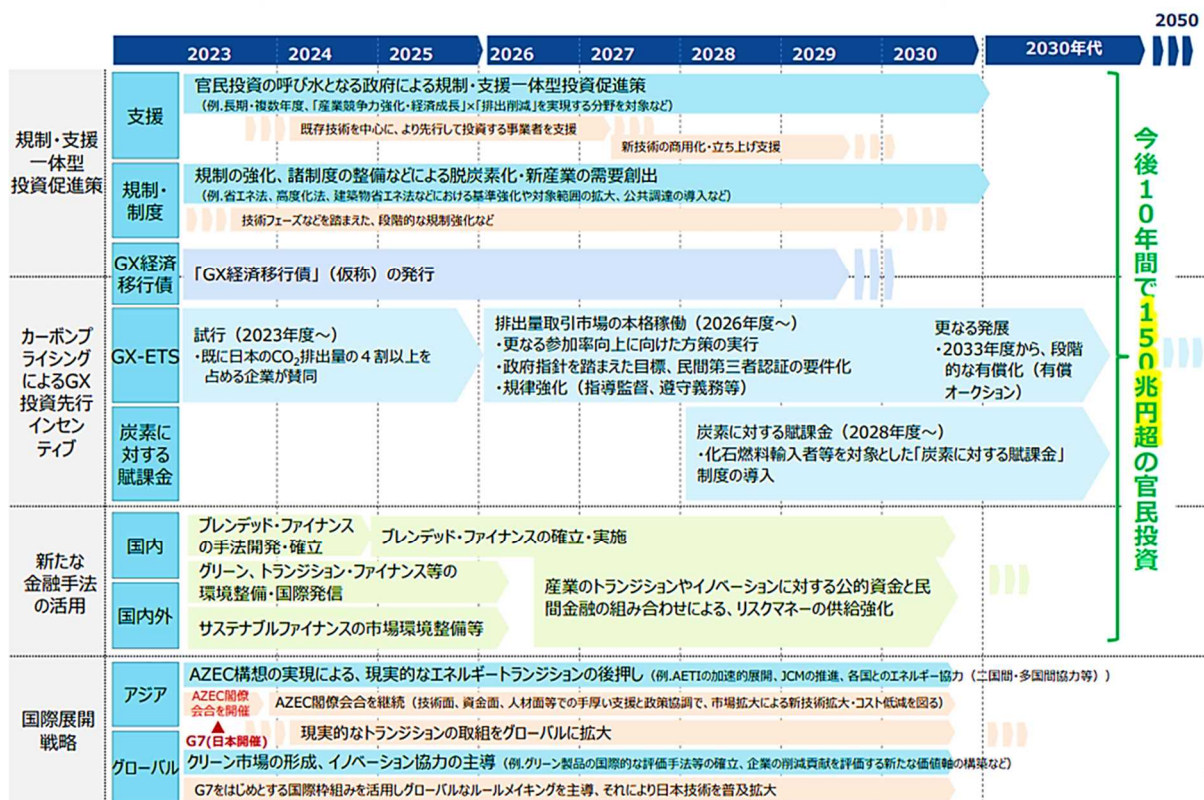 2050
2023
2024
2025
2026
2027
2028
2029
2030
2030年代
規制・支援
一体型
投資促進策
支援
官民投資の呼び水となる政府による規制・支援一体型投資促進策
（例．長期・複数年度、「産業競争力強化・経済成長」×「排出削減」を実現する分野を対象など）
既存技術を中心に、より先行して投資する事業者を支援
新技術の商用化・立ち上げ支援
規制・
制度
規制の強化、諸制度の整備などによる脱炭素化・新産業の需要創出
（例．省エネ法、高度化法、建築物省エネ法などにおける基準強化や対象範囲の拡大、公共調達の導入など）
技術フェーズなどを踏まえた、段階的な規制強化など
GX経済
移行債
「GX経済移行債」（仮称）の発行
カーボンプ
ライシング
によるGX
投資先行
インセン
ティブ
GX-ETS
試行（2023年度～）
・既に日本のCO₂排出量の４割以上を
占める企業が賛同
排出量取引市場の本格稼働（2026年度～）
・更なる参加率向上に向けた方策の実行
・政府指針を踏まえた目標、民間第三者認証の要件化
・規律強化（指導監督、遵守義務等）
更なる発展
・2033年度から、段階
的な有償化（有償
オークション）
炭素に
対する
賦課金
炭素に対する賦課金（2028年度～）
・化石燃料輸入者等を対象とした「炭素に対する賦課金」
制度の導入
今後10年間で150兆円超の官民投資
新たな
金融手法
の活用
国内
ブレンデッド・ファイナンス
の手法開発・確立
ブレンデッド・ファイナンスの確立・実施
国内外
グリーン、トランジション・ファイナンス等の
環境整備・国際発信
サステナブルファイナンスの市場環境整備等
産業のトランジションやイノベーションに対する公的資金と民
間金融の組み合わせによる、リスクマネーの供給強化
国際展開
戦略
アジア
AZEC構想の実現による、現実的なエネルギートランジションの後押し（例．AETIの加速的展開、JCMの推進、各国とのエネルギー協力（二国間・多国間協力等））
AZEC閣僚
会合を開催
AZEC閣僚会合を継続（技術面、資金面、人材面等での手厚い支援と政策協調で、市場拡大による新技術拡大・コスト低減を図る）
G7(日本開催)
現実的なトランジションの取組をグローバルに拡大
グローバル
クリーン市場の形成、イノベーション協力の主導（例．グリーン製品の国際的な評価手法等の確立、企業の削減貢献を評価する新たな価値軸の構築など）
G7をはじめとする国際枠組みを活用しグローバルなルールメイキングを主導、それにより日本技術を普及拡大